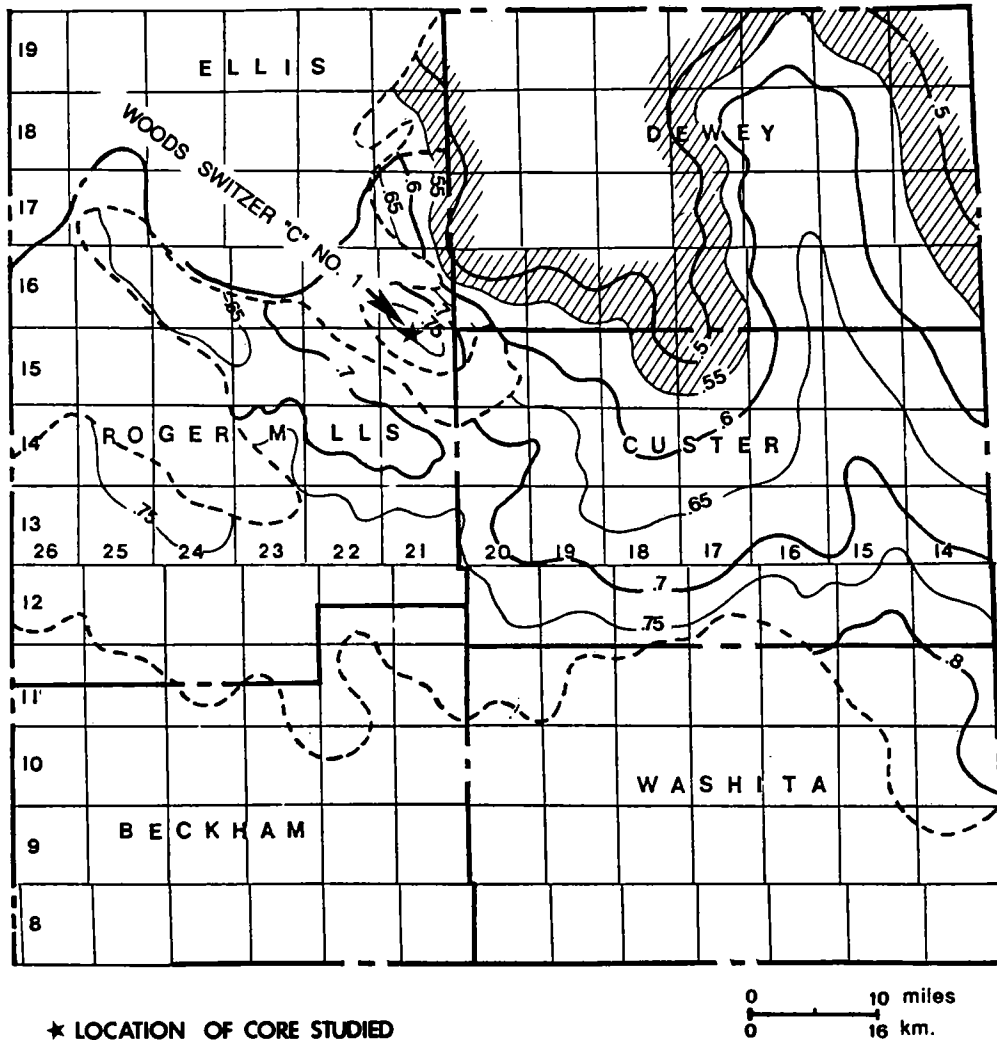 19
ELLIS
18
DEWEY
.5
WOODS SWITZER "C" NO. 1
.55
.6
.65
17
16
.7
.75
.65
.5
.55
15
.7
.6
14
ROGER M LLS
CUSTER
.65
.75
13
26 25 24 23 22 21 20 19 18 17 16 15 14
.7
12
.75
.8
11
10
WASHITA
BECKHAM
9
8
0 10 miles
0 16 km.
★ LOCATION OF CORE STUDIED